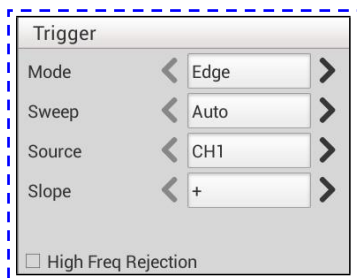 Trigger
Mode Edge
Sweep Auto
Source CH1
Slope +
High Freq Rejection